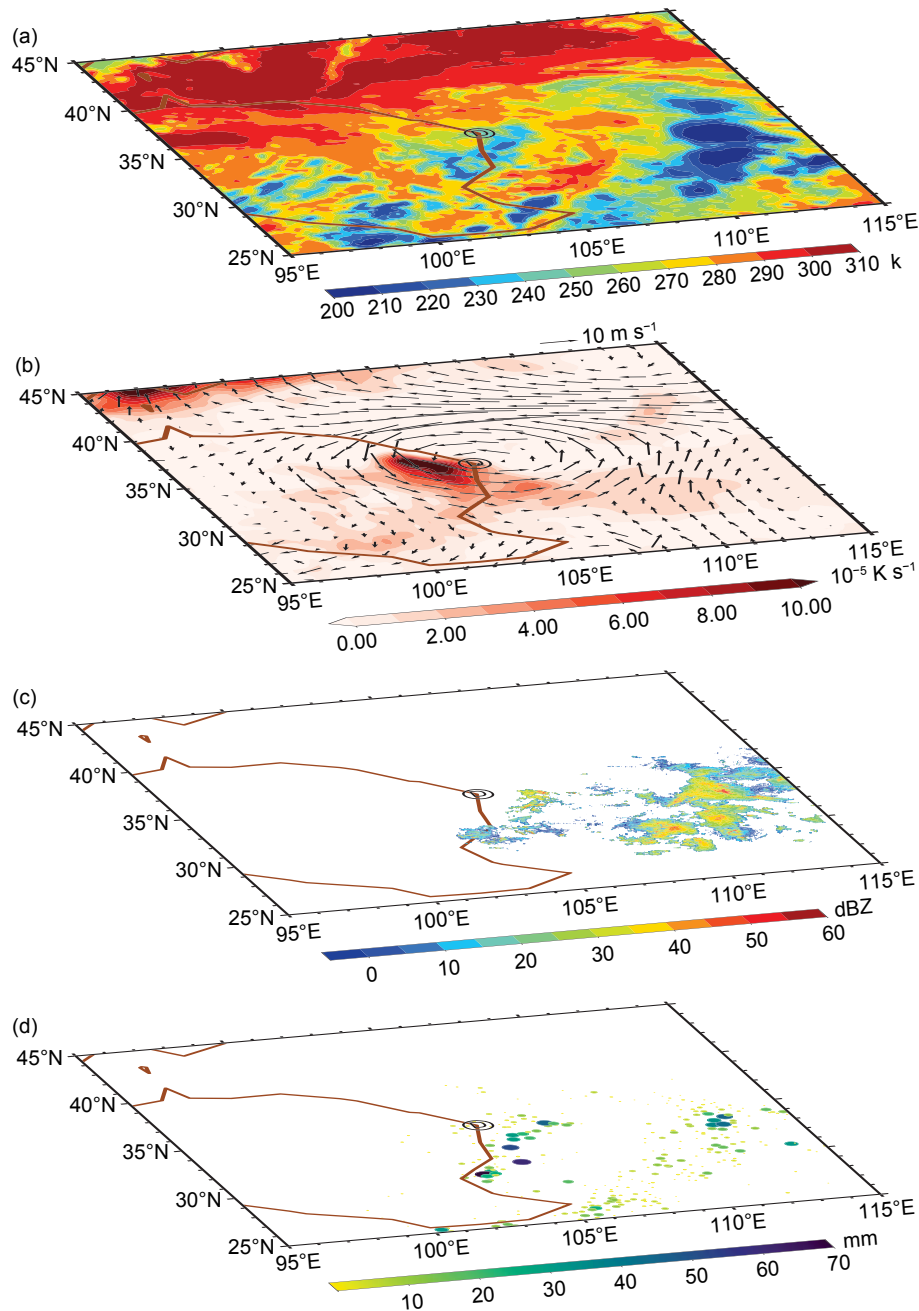 (a)
45°N
40°N
35°N
30°N
25°N
95°E
100°E
105°E
110°E
115°E
200 210 220 230 240 250 260 270 280 290 300 310 k
(b)
10 m s⁻¹
45°N
40°N
35°N
30°N
25°N
95°E
100°E
105°E
110°E
115°E
10⁻⁵ K s⁻¹
0.00 2.00 4.00 6.00 8.00 10.00
(c)
45°N
40°N
35°N
30°N
25°N
95°E
100°E
105°E
110°E
115°E
dBZ
0 10 20 30 40 50 60
(d)
45°N
40°N
35°N
30°N
25°N
95°E
100°E
105°E
110°E
115°E
mm
10 20 30 40 50 60 70